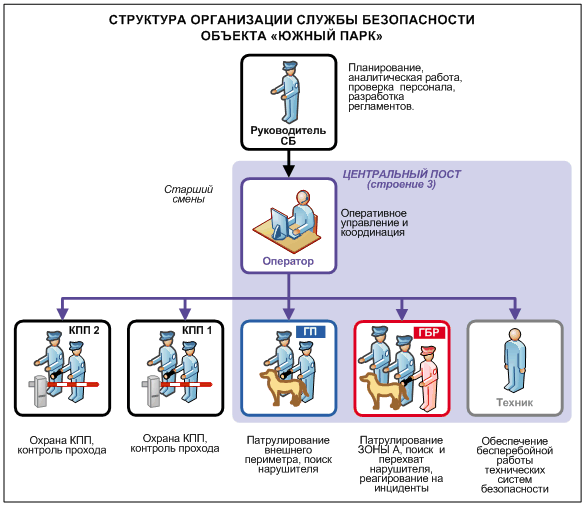 СТРУКТУРА ОРГАНИЗАЦИИ СЛУЖБЫ БЕЗОПАСНОСТИ
ОБЪЕКТА «ЮЖНЫЙ ПАРК»
Планирование,
аналитическая работа,
проверка персонала,
разработка
регламентов.
Руководитель
СБ
ЦЕНТРАЛЬНЫЙ ПОСТ
(строение 3)
Старший
смены
Оперативное
управление и
координация
Оператор
КПП 2
КПП 1
ГП
ГБР
Техник
Охрана КПП,
контроль прохода
Охрана КПП,
контроль прохода
Патрулирование
внешнего
периметра, поиск
нарушителя
Патрулирование
ЗОНЫ А, поиск и
перехват
нарушителя,
реагирование на
инциденты
Обеспечение
бесперебойной
работы
технических
систем
безопасности